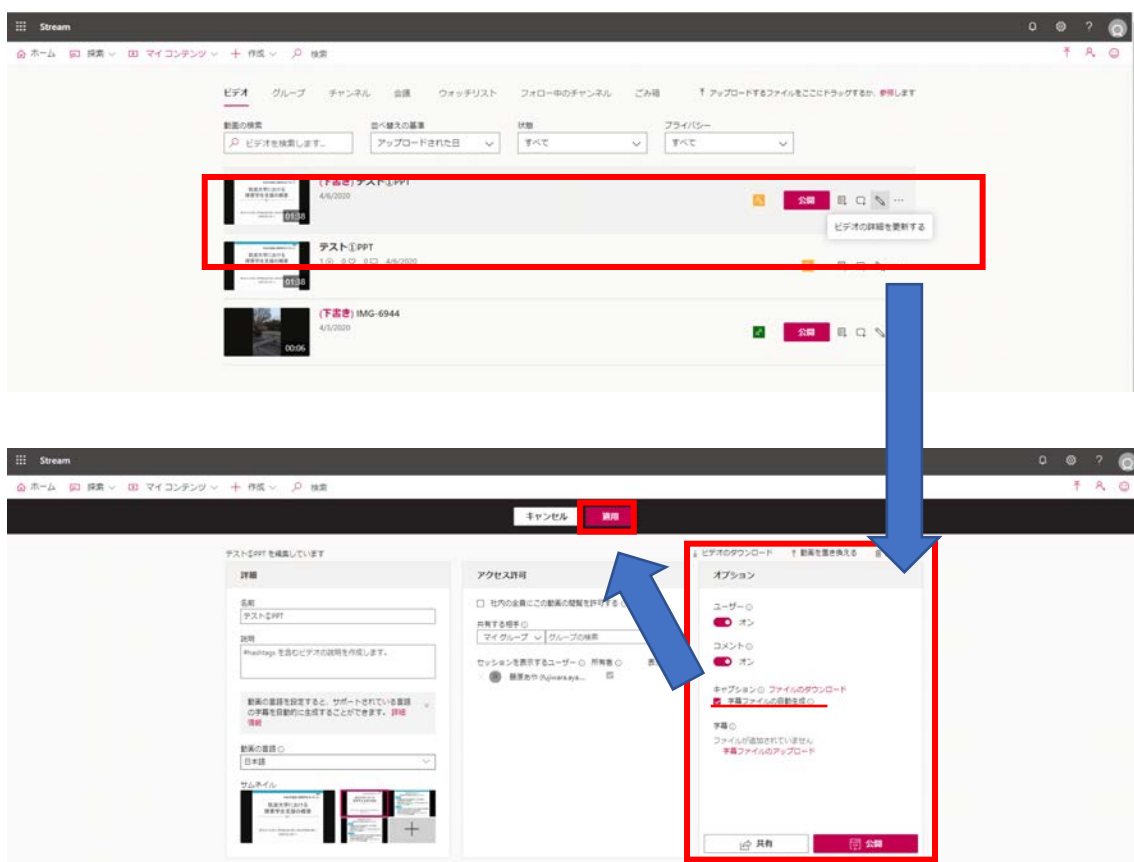 Stream
?
ホーム 探索 マイコンテンツ 作成 検索
ビデオ グループ チャンネル 会議 ウォッチリスト フォロー中のチャンネル ごみ箱 アップロードするファイルをここにドラッグするか、参照します
動画の検索 並べ替えの基準 状態 プライバシー
ビデオを検索します... アップロードされた日 すべて すべて
(下書き) テスト①PPT
4/6/2020
公開
01:38
ビデオの詳細を更新する
テスト①PPT
1 0 0 4/6/2020
01:38
(下書き) IMG-6944
4/3/2020
公開
00:06
Stream
?
ホーム 探索 マイコンテンツ 作成 検索
キャンセル 適用
テスト①PPT を編集しています
ビデオのダウンロード 動画を置き換える
詳細 アクセス許可 オプション
名前
テスト①PPT
説明
#hashtags を含むビデオの説明を作成します。
動画の言語を設定すると、サポートされている言語の字幕を自動的に生成することができます。 詳細情報
動画の言語
日本語
サムネイル
筑波大学における
障害学生支援の概要
社内の全員にこの動画の閲覧を許可する
共有する相手
マイ グループ グループの検索
セッションを表示するユーザー 所有者
ユーザー
オン
コメント
オン
キャプション ファイルのダウンロード
字幕ファイルの自動生成
字幕
ファイルが追加されていません
字幕ファイルのアップロード
共有 公開